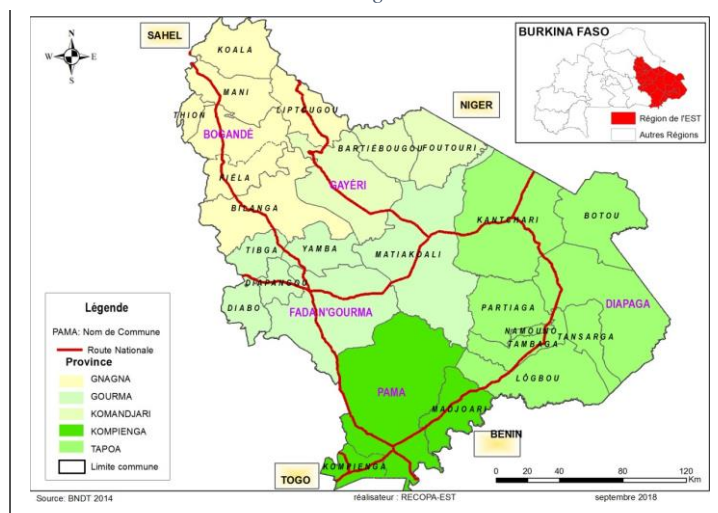 SAHEL
BURKINA FASO
N
W E
S
KOALA
MANI
LIPTOUGOU
NIGER
Région de l'EST
Autres Régions
THION
BOGANDÉ
BARTIÉBOUGOU
FOUTOURI
GAYÉRI
PIÉLA
BILANGA
KANTCHARI
BOTOU
TIBGA
YAMBA
MATIAKOALI
DIAPANGOU
PARTIAGA
DIAPAGA
DIABO
FADA N'GOURMA
NAMOUNO
TANSARGA
TAMBAGA
LÔGBOU
PAMA
MADJOARI
BENIN
KOMPIENGA
TOGO
Légende
PAMA: Nom de Commune
Route Nationale
Province
GNAGNA
GOURMA
KOMANDJARI
KOMPIENGA
TAPOA
Limite commune
0 20 40 60 80 120
Km
Source: BNDT 2014
réalisateur : RECOPA-EST
septembre 2018